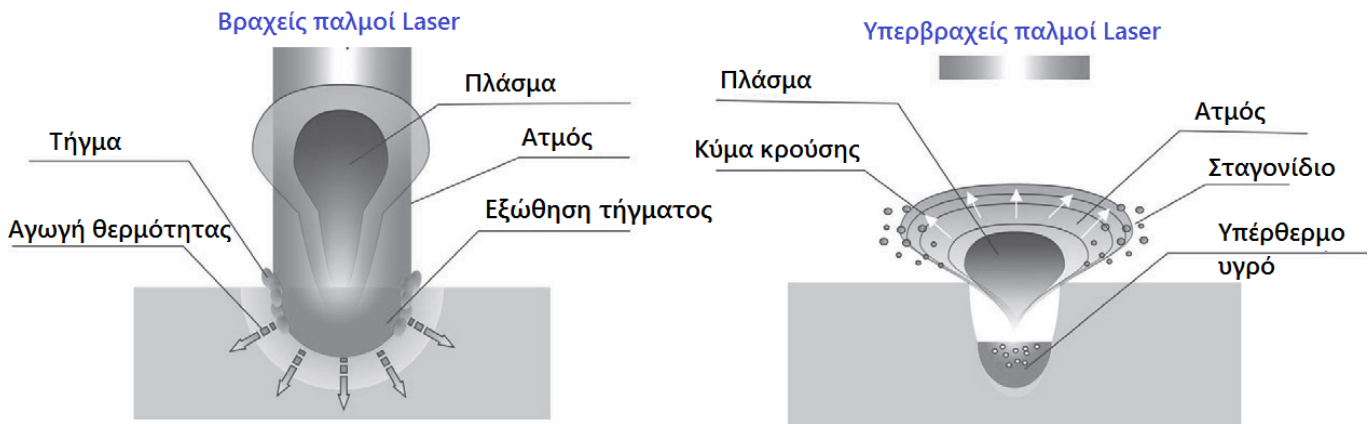 Βραχείς παλμοί Laser
Πλάσμα
Τήγμα
Ατμός
Εξώθηση τήγματος
Αγωγή θερμότητας
Υπερβραχείς παλμοί Laser
Πλάσμα
Ατμός
Κύμα κρούσης
Σταγονίδιο
Υπέρθερμο
υγρό